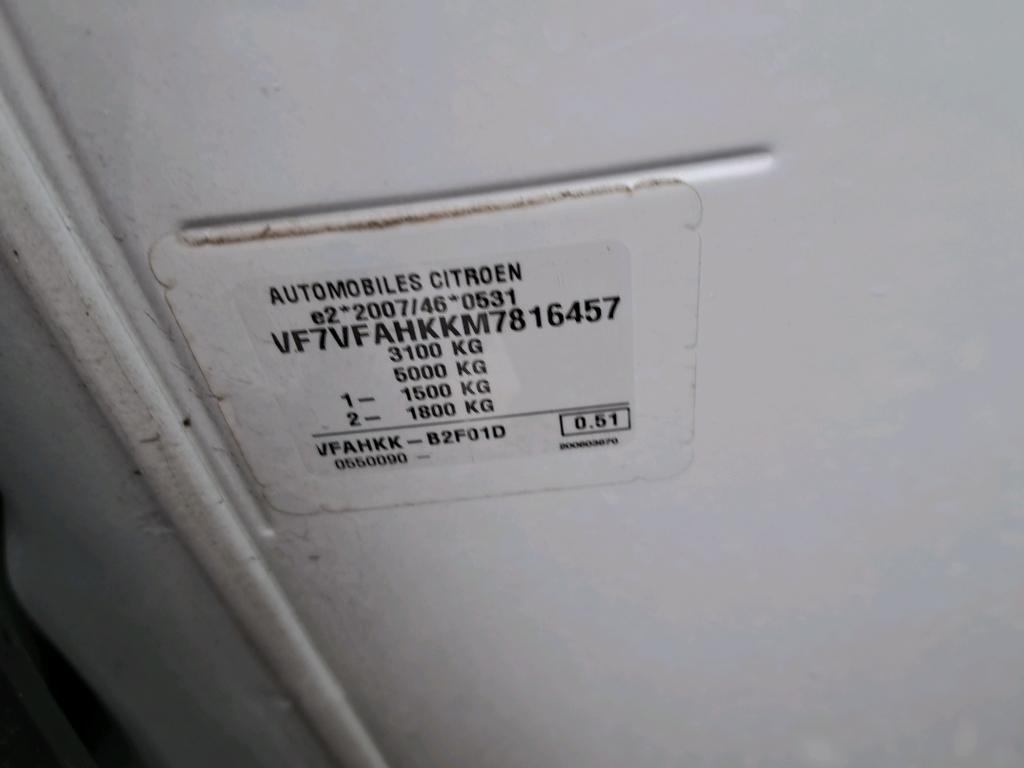 AUTOMOBILES CITROEN
e2*2007/46*0531
VF7VFAHKKM7816457
3100 KG
5000 KG
1- 1500 KG
2- 1800 KG
VFAHKK-B2F01D 0.51
0550090 -